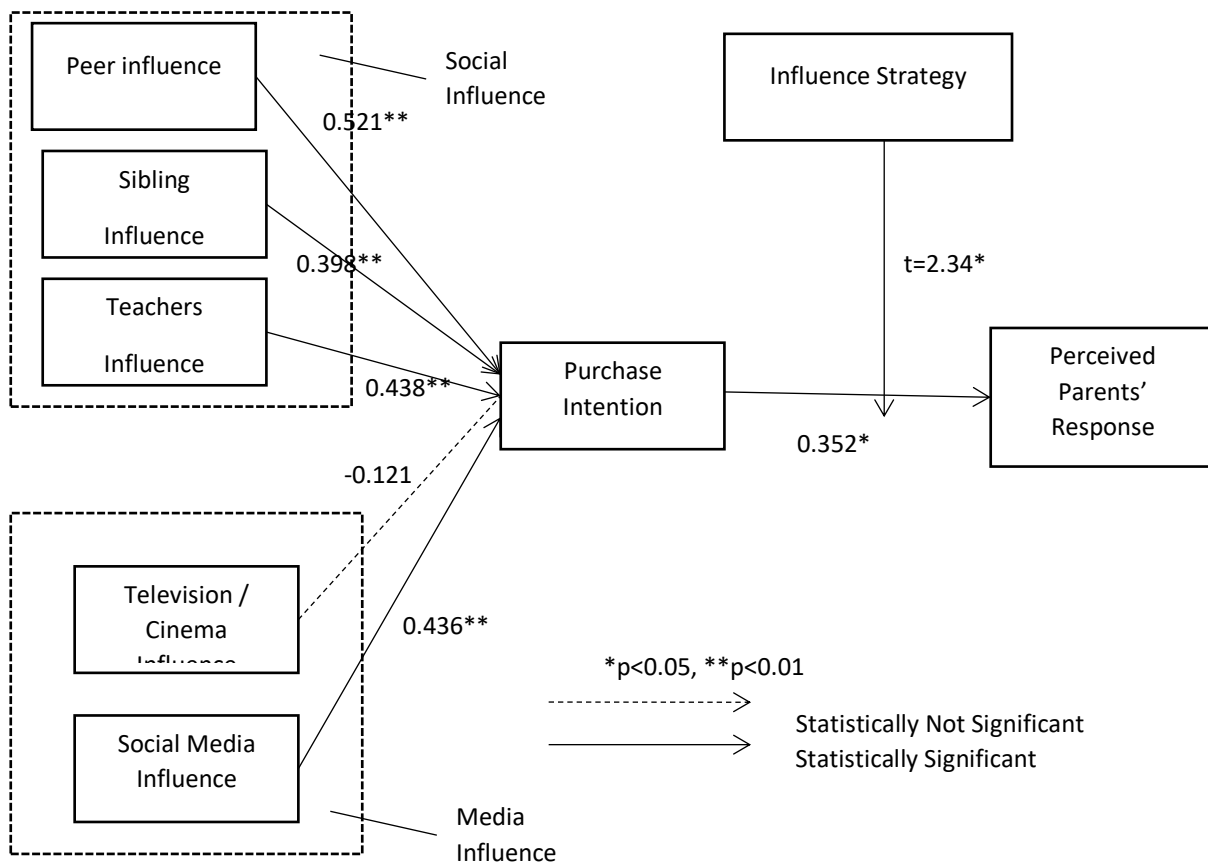 Peer influence
Social
Influence
Influence Strategy
0.521**
Sibling
Influence
0.398**
t=2.34*
Teachers
Influence
0.438**
Purchase
Intention
Perceived
Parents’
Response
0.352*
-0.121
Television /
Cinema
Influence
0.436**
*p<0.05, **p<0.01
Statistically Not Significant
Statistically Significant
Social Media
Influence
Media
Influence